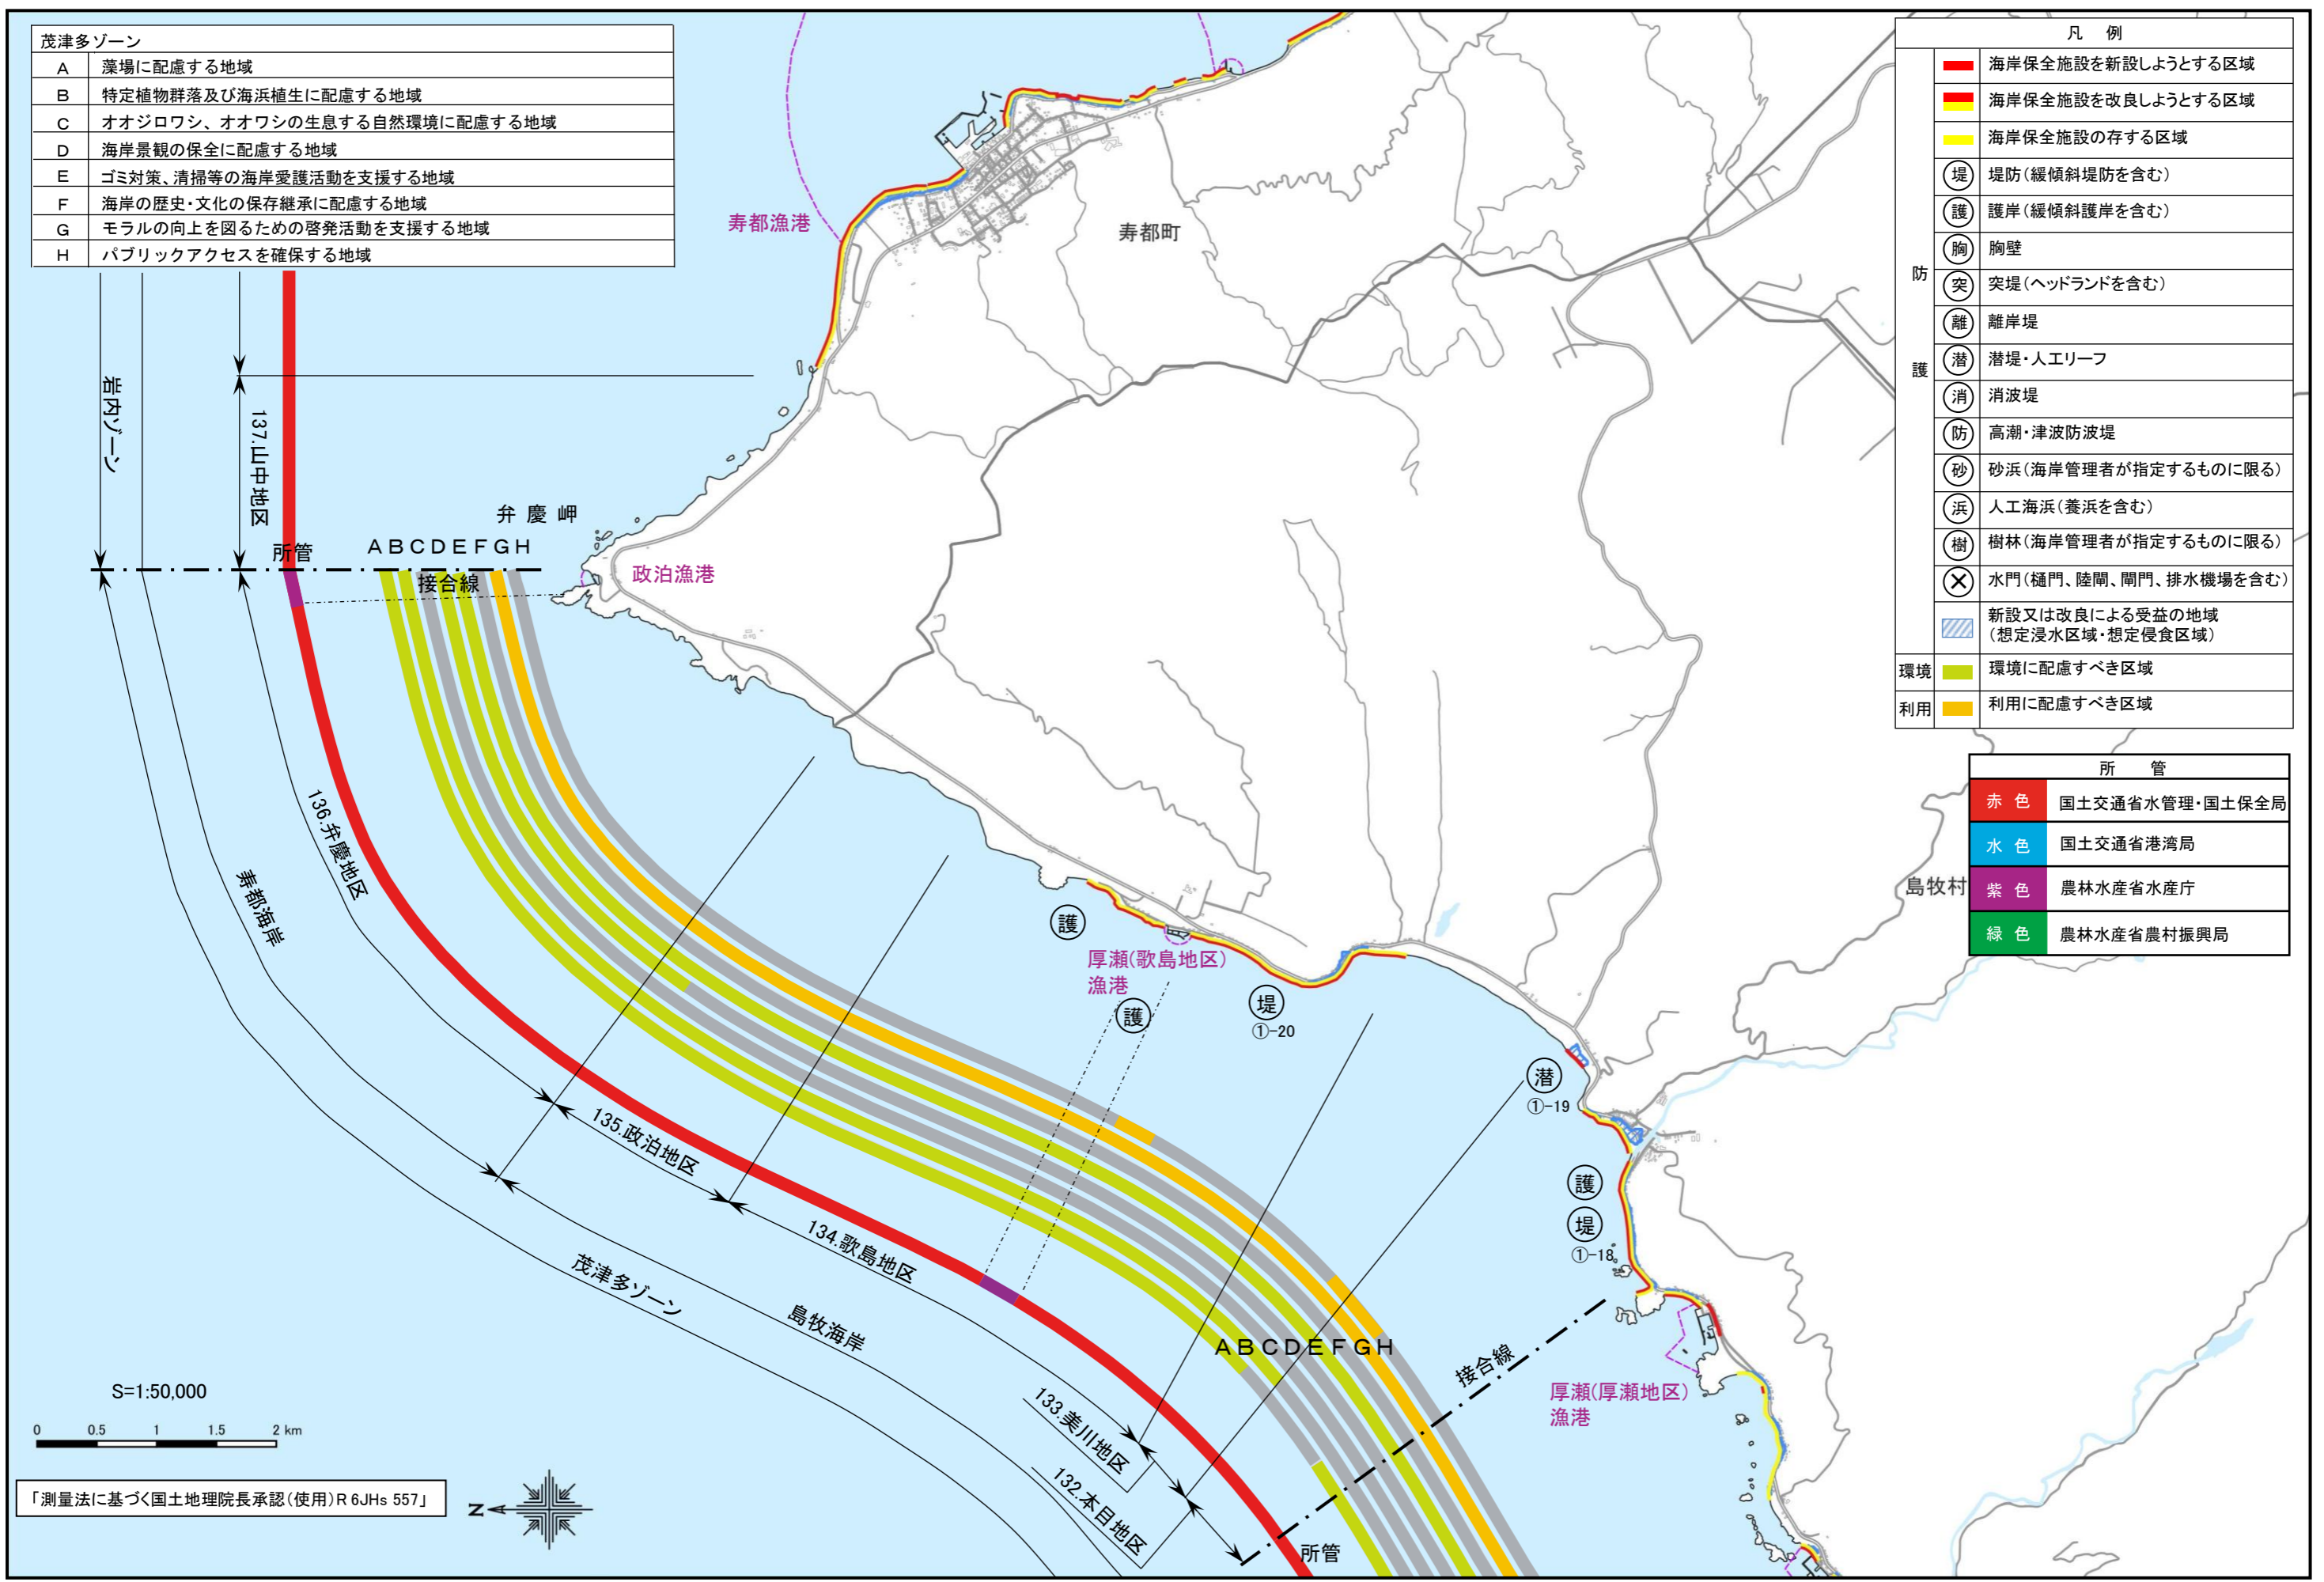 茂津多ゾーン
A 藻場に配慮する地域
B 特定植物群落及び海浜植生に配慮する地域
C オオジロワシ、オオワシの生息する自然環境に配慮する地域
D 海岸景観の保全に配慮する地域
E ゴミ対策、清掃等の海岸愛護活動を支援する地域
F 海岸の歴史・文化の保存継承に配慮する地域
G モラルの向上を図るための啓発活動を支援する地域
H パブリックアクセスを確保する地域
凡 例
防護
海岸保全施設を新設しようとする区域
海岸保全施設を改良しようとする区域
海岸保全施設の存する区域
堤 堤防(緩傾斜堤防を含む)
護 護岸(緩傾斜護岸を含む)
胸 胸壁
突 突堤(ヘッドランドを含む)
離 離岸堤
潜 潜堤・人工リーフ
消 消波堤
防 高潮・津波防波堤
砂 砂浜(海岸管理者が指定するものに限る)
浜 人工海浜(養浜を含む)
樹 樹林(海岸管理者が指定するものに限る)
水門(樋門、陸閘、閘門、排水機場を含む)
新設又は改良による受益の地域
(想定浸水区域・想定侵食区域)
環境 環境に配慮すべき区域
利用 利用に配慮すべき区域
所 管
赤 色 国土交通省水管理・国土保全局
水 色 国土交通省港湾局
紫 色 農林水産省水産庁
緑 色 農林水産省農村振興局
寿都漁港
寿都町
岩内ゾーン
137.山中地区
弁慶岬
所管
A B C D E F G H
接合線
政泊漁港
136.弁慶地区
寿都海岸
島牧村
護
厚瀬(歌島地区)
漁港
護
堤
①-20
潜
①-19
135.政泊地区
134.歌島地区
護
堤
①-18
茂津多ゾーン
島牧海岸
A B C D E F G H
接合線
厚瀬(厚瀬地区)
漁港
133.美川地区
132.本目地区
所管
S=1:50,000
0 0.5 1 1.5 2 km
「測量法に基づく国土地理院長承認(使用)R 6JHs 557」
N